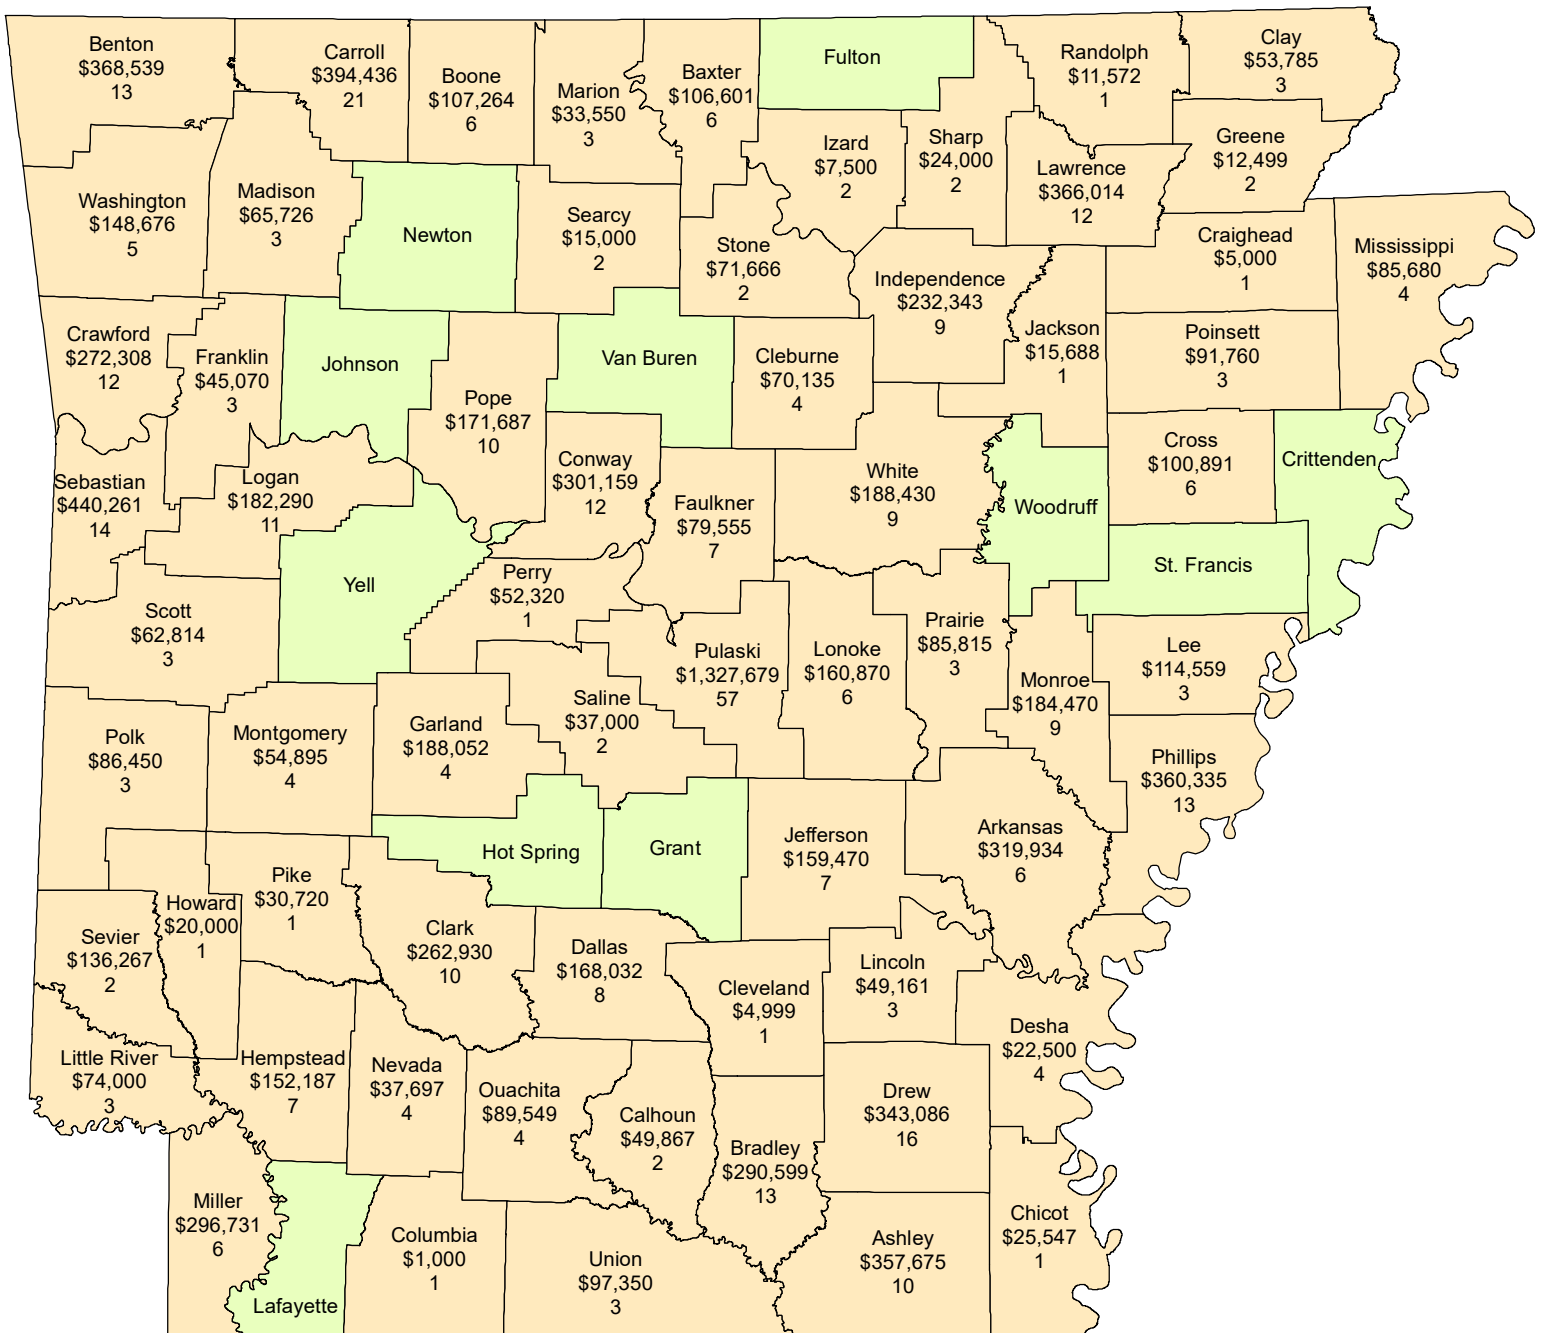 Benton
$368,539
13
Carroll
$394,436
21
Boone
$107,264
6
Marion
$33,550
3
Baxter
$106,601
6
Fulton
Randolph
$11,572
1
Clay
$53,785
3
Izard
$7,500
2
Sharp
$24,000
2
Lawrence
$366,014
12
Greene
$12,499
2
Washington
$148,676
5
Madison
$65,726
3
Newton
Searcy
$15,000
2
Stone
$71,666
2
Independence
$232,343
9
Craighead
$5,000
1
Mississippi
$85,680
4
Crawford
$272,308
12
Franklin
$45,070
3
Johnson
Pope
$171,687
10
Van Buren
Cleburne
$70,135
4
Jackson
$15,688
1
Poinsett
$91,760
3
Sebastian
$440,261
14
Logan
$182,290
11
Conway
$301,159
12
Faulkner
$79,555
7
White
$188,430
9
Woodruff
Cross
$100,891
6
Crittenden
St. Francis
Scott
$62,814
3
Yell
Perry
$52,320
1
Pulaski
$1,327,679
57
Lonoke
$160,870
6
Prairie
$85,815
3
Monroe
$184,470
9
Lee
$114,559
3
Polk
$86,450
3
Montgomery
$54,895
4
Garland
$188,052
4
Saline
$37,000
2
Phillips
$360,335
13
Hot Spring
Grant
Jefferson
$159,470
7
Arkansas
$319,934
6
Howard
$20,000
1
Pike
$30,720
1
Sevier
$136,267
2
Clark
$262,930
10
Dallas
$168,032
8
Cleveland
$4,999
1
Lincoln
$49,161
3
Desha
$22,500
4
Little River
$74,000
3
Hempstead
$152,187
7
Nevada
$37,697
4
Ouachita
$89,549
4
Calhoun
$49,867
2
Bradley
$290,599
13
Drew
$343,086
16
Miller
$296,731
6
Lafayette
Columbia
$1,000
1
Union
$97,350
3
Ashley
$357,675
10
Chicot
$25,547
1